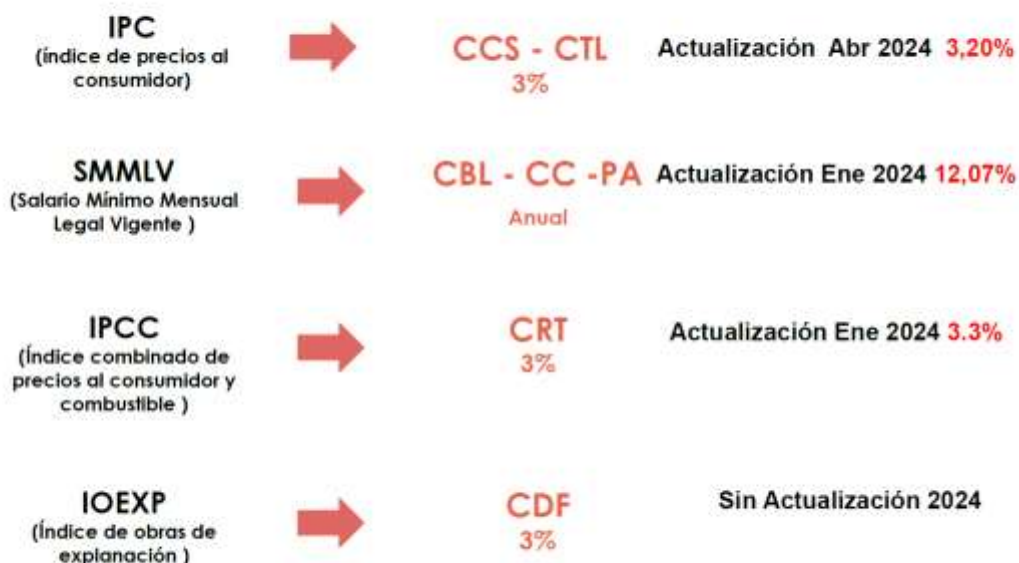 IPC
(índice de precios al
consumidor)
CCS - CTL
3%
Actualización Abr 2024 3,20%
SMMLV
(Salario Mínimo Mensual
Legal Vigente )
CBL - CC -PA
Anual
Actualización Ene 2024 12,07%
IPCC
(Índice combinado de
precios al consumidor y
combustible )
CRT
3%
Actualización Ene 2024 3.3%
IOEXP
(Índice de obras de
explanación )
CDF
3%
Sin Actualización 2024